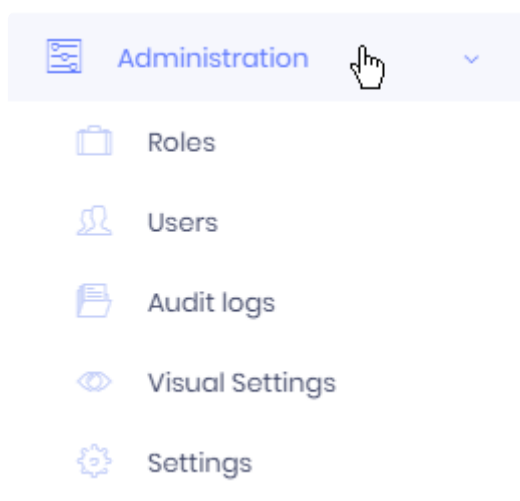 Administration
Roles
Users
Audit logs
Visual Settings
Settings